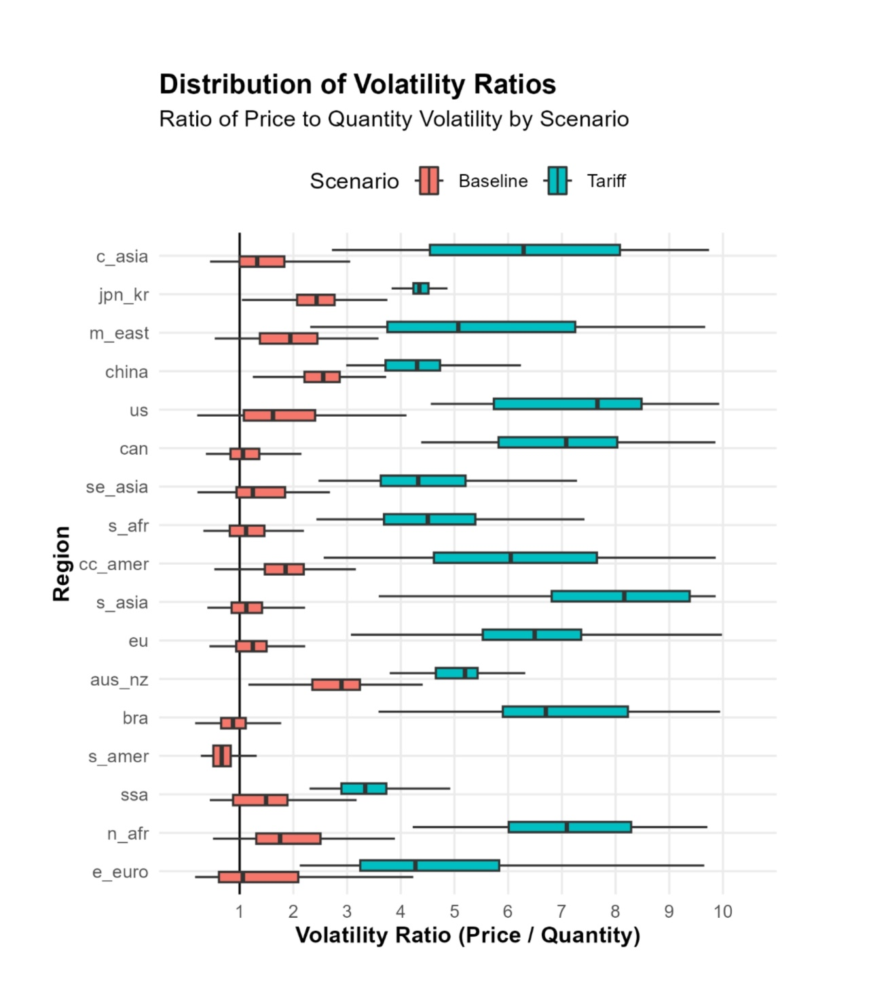 Distribution of Volatility Ratios
Ratio of Price to Quantity Volatility by Scenario
Scenario Baseline Tariff
c_asia
jpn_kr
m_east
china
us
can
se_asia
s_afr
cc_amer
s_asia
eu
aus_nz
bra
s_amer
ssa
n_afr
e_euro
Region
1 2 3 4 5 6 7 8 9 10
Volatility Ratio (Price / Quantity)